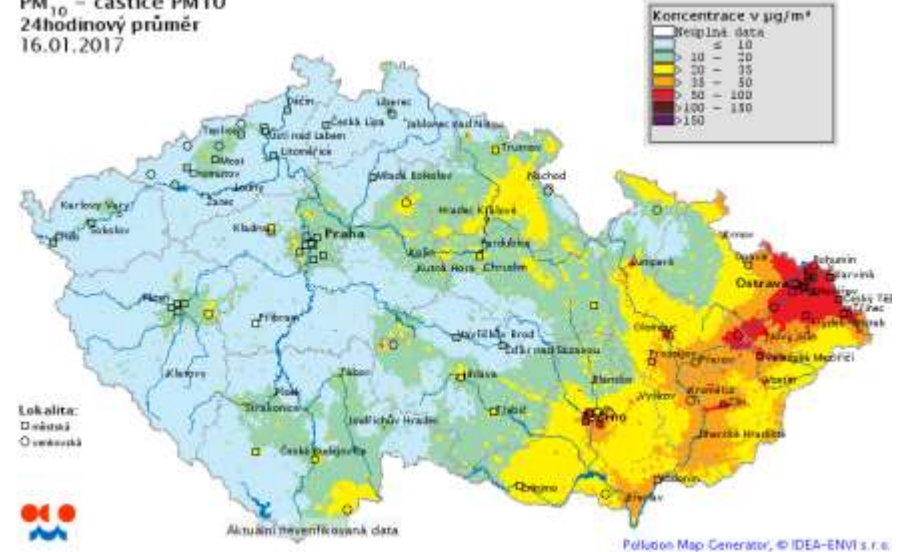 PM10 – částice PM10
24hodinový průměr
16.01.2017
Koncentrace v µg/m³
Neúplná data
≤ 10
> 10 – 20
> 20 – 35
> 35 – 50
> 50 – 100
>100 – 150
>150
Děčín
Liberec
Teplice
Ústí nad Labem
Česká Lípa
Jablonec nad Nisou
Litoměřice
Trutnov
Most
Chomutov
Mladá Boleslav
Náchod
Louny
Žatec
Karlovy Vary
Sokolov
Cheb
Hradec Králové
Kladno
Praha
Pardubice
Krnov
Kolín
Kutná Hora
Chrudim
Šumperk
Opava
Bohumín
Karviná
Ostrava
Plzeň
Třinec
Příbram
Olomouc
Havlíčkův Brod
Nový Jičín
Žďár nad Sázavou
Prostějov
Přerov
Valašské Meziříčí
Klatovy
Tábor
Jihlava
Blansko
Vsetín
Písek
Vyškov
Kroměříž
Zlín
Strakonice
Třebíč
Brno
Jindřichův Hradec
Uherské Hradiště
České Budějovice
Hodonín
Znojmo
Břeclav
Lokalita:
městská
venkovská
Aktuální neverifikovaná data
Pollution Map Generator, © IDEA-ENVI s.r.o.